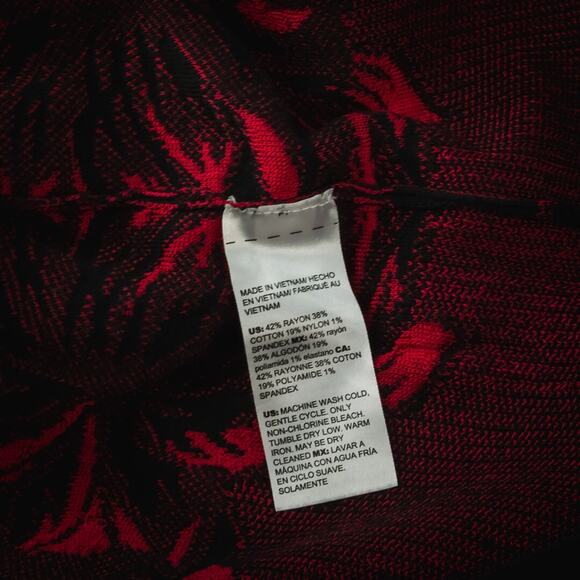 MADE IN VIETNAM/ HECHO
EN VIETNAM/ FABRIQUÉ AU
VIETNAM
US: 42% RAYON 38%
COTTON 19% NYLON 1%
SPANDEX MX: 42% rayón
38% ALGODÓN 19%
poliamida 1% elastano CA:
42% RAYONNE 38% COTON
19% POLYAMIDE 1%
SPANDEX
US: MACHINE WASH COLD,
GENTLE CYCLE. ONLY
NON-CHLORINE BLEACH.
TUMBLE DRY LOW. WARM
IRON. MAY BE DRY
CLEANED MX: LAVAR A
MÁQUINA CON AGUA FRÍA
EN CICLO SUAVE.
SOLAMENTE